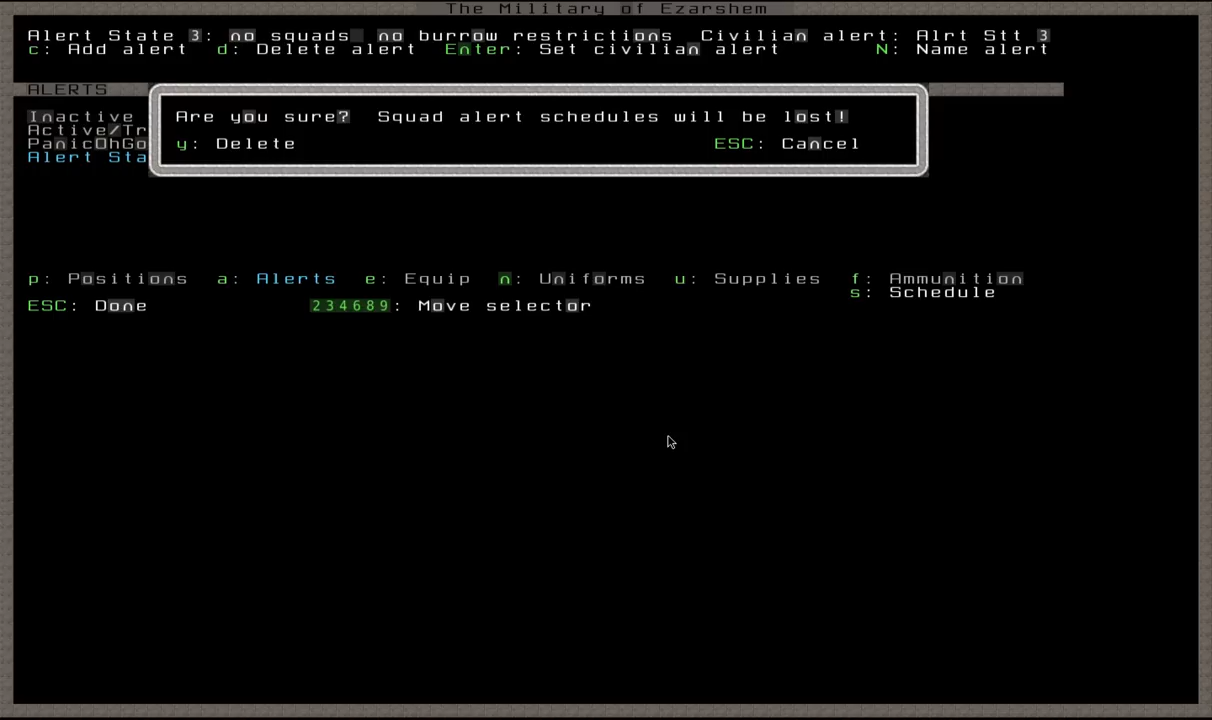 The Military of Ezarshem
Alert State 3: no squads no burrow restrictions Civilian alert: Alrt Stt 3
c: Add alert d: Delete alert Enter: Set civilian alert N: Name alert
ALERTS
Inactive
Active/Tr
PanicOhGo
Alert Sta
Are you sure? Squad alert schedules will be lost!
y: Delete ESC: Cancel
p: Positions a: Alerts e: Equip n: Uniforms u: Supplies f: Ammunition
s: Schedule
ESC: Done 234689: Move selector